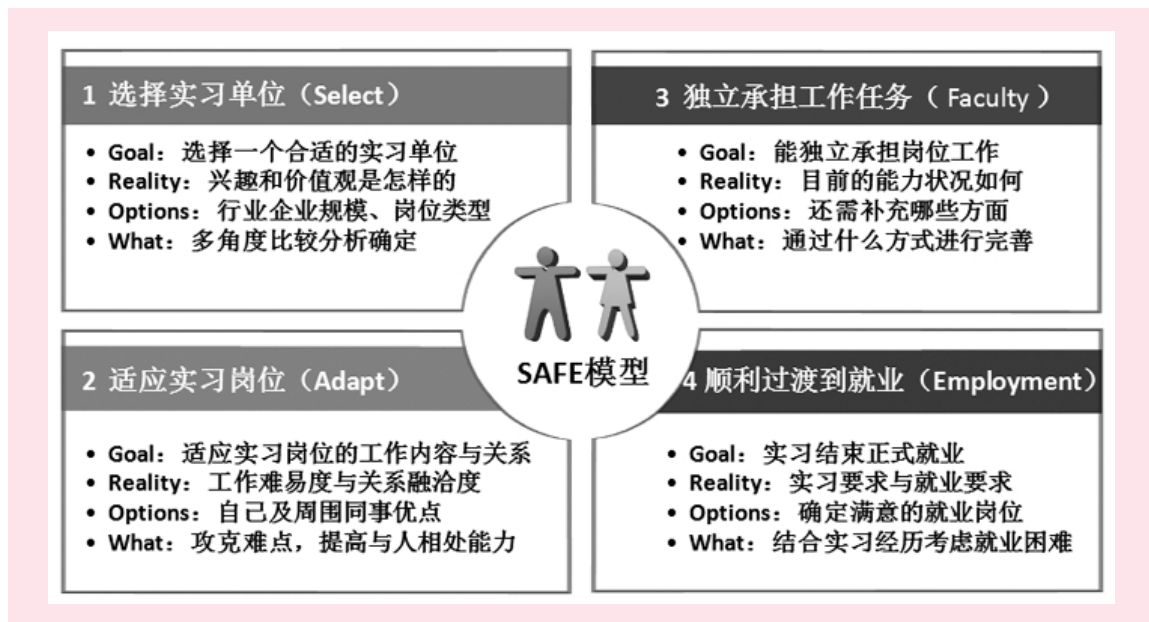 1 选择实习单位（Select）
• Goal：选择一个合适的实习单位
• Reality：兴趣和价值观是怎样的
• Options：行业企业规模、岗位类型
• What：多角度比较分析确定
2 适应实习岗位（Adapt）
• Goal：适应实习岗位的工作内容与关系
• Reality：工作难易度与关系融洽度
• Options：自己及周围同事优点
• What：攻克难点，提高与人相处能力
SAFE模型
3 独立承担工作任务（ Faculty ）
• Goal：能独立承担岗位工作
• Reality：目前的能力状况如何
• Options：还需补充哪些方面
• What：通过什么方式进行完善
4 顺利过渡到就业（Employment）
• Goal：实习结束正式就业
• Reality：实习要求与就业要求
• Options：确定满意的就业岗位
• What：结合实习经历考虑就业困难